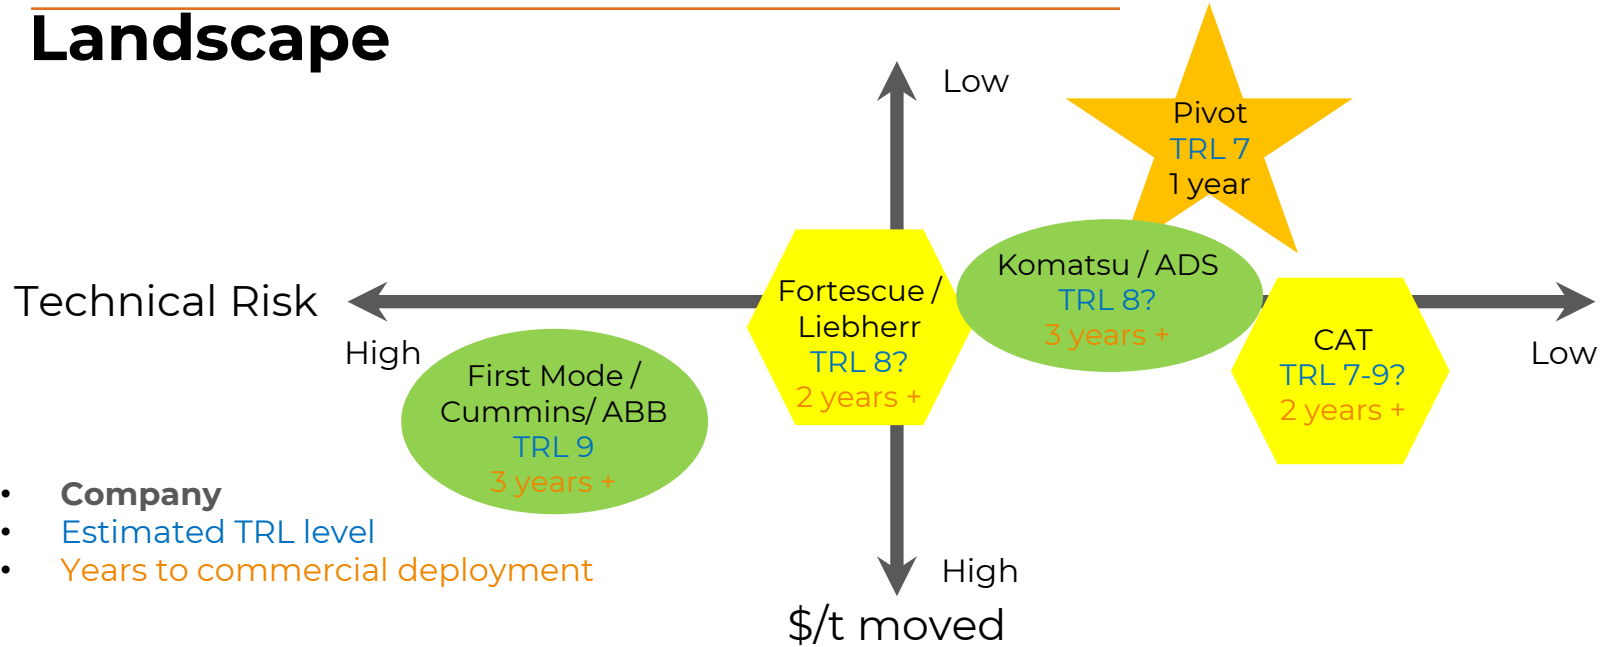 Landscape
Low
Pivot
TRL 7
1 year
Technical Risk
High
Low
Fortescue /
Liebherr
TRL 8?
2 years +
Komatsu / ADS
TRL 8?
3 years +
CAT
TRL 7-9?
2 years +
First Mode /
Cummins/ ABB
TRL 9
3 years +
• Company
• Estimated TRL level
• Years to commercial deployment
High
$/t moved